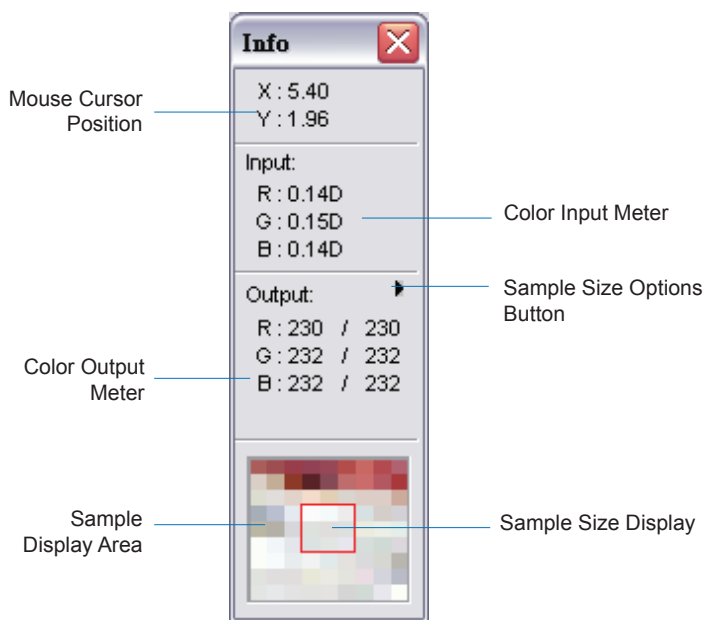 Info
Mouse Cursor
Position
X : 5.40
Y : 1.96
Input:
R : 0.14D
G : 0.15D
B : 0.14D
Color Input Meter
Output:
Sample Size Options
Button
R : 230 / 230
G : 232 / 232
B : 232 / 232
Color Output
Meter
Sample
Display Area
Sample Size Display